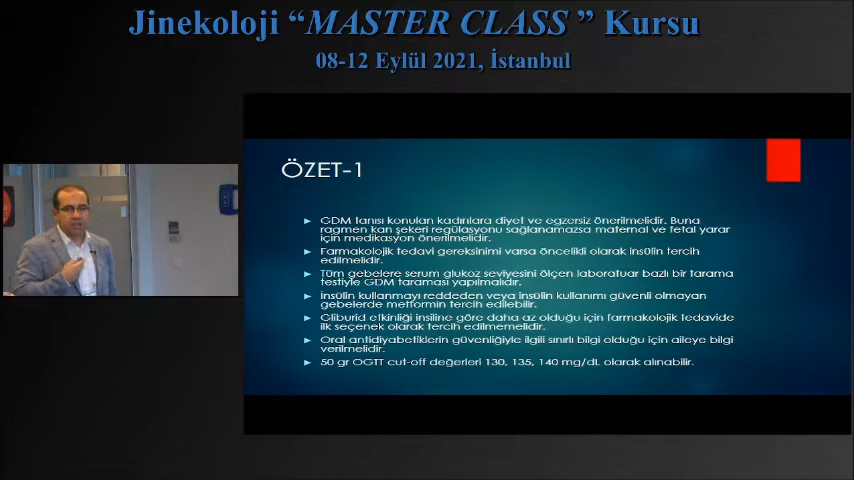 Jinekoloji “MASTER CLASS ” Kursu
08-12 Eylül 2021, İstanbul
ÖZET-1
GDM tanısı konulan kadınlara diyet ve egzersiz önerilmelidir. Buna
ragmen kan şekeri regülasyonu sağlanamazsa maternal ve fetal yarar
için medikasyon önerilmelidir.
Farmakolojik tedavi gereksinimi varsa öncelikli olarak insülin tercih
edilmelidir.
Tüm gebelere serum glukoz seviyesini ölçen laboratuar bazlı bir tarama
testiyle GDM taraması yapılmalıdır.
İnsülin kullanmayı reddeden veya insülin kullanımı güvenli olmayan
gebelerde metformin tercih edilebilir.
Gliburid etkinliği insiline göre daha az olduğu için farmakolojik tedavide
ilk seçenek olarak tercih edilmemelidir.
Oral antidiyabetiklerin güvenliğiyle ilgili sınırlı bilgi olduğu için aileye bilgi
verilmelidir.
50 gr OGTT cut-off değerleri 130, 135, 140 mg/dL olarak alınabilir.